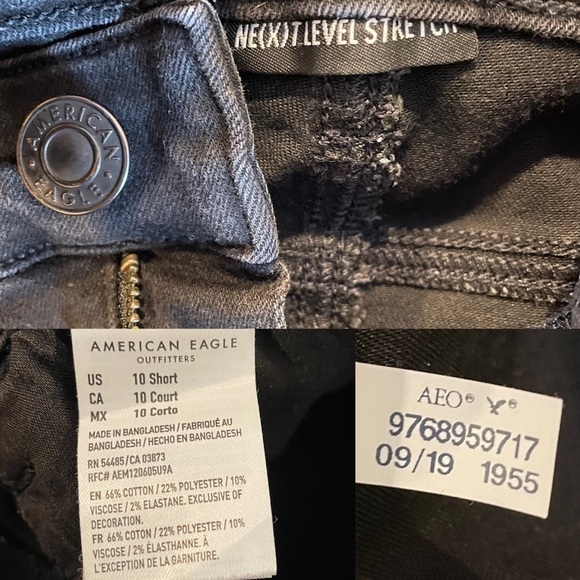 AMERICAN
EAGLE
NE(X)T LEVEL STRETCH
AMERICAN EAGLE
OUTFITTERS
US 10 Short
CA 10 Court
MX 10 Corto
MADE IN BANGLADESH / FABRIQUÉ AU
BANGLADESH / HECHO EN BANGLADESH
RN 54485/CA 03873
RFC# AEM120605U9A
EN 66% COTTON / 22% POLYESTER / 10%
VISCOSE / 2% ELASTANE. EXCLUSIVE OF
DECORATION.
FR 66% COTON / 22% POLYESTER / 10%
VISCOSE / 2% ÉLASTHANNE. À
L'EXCEPTION DE LA GARNITURE.
AEO® ®
9768959717
09/19 1955